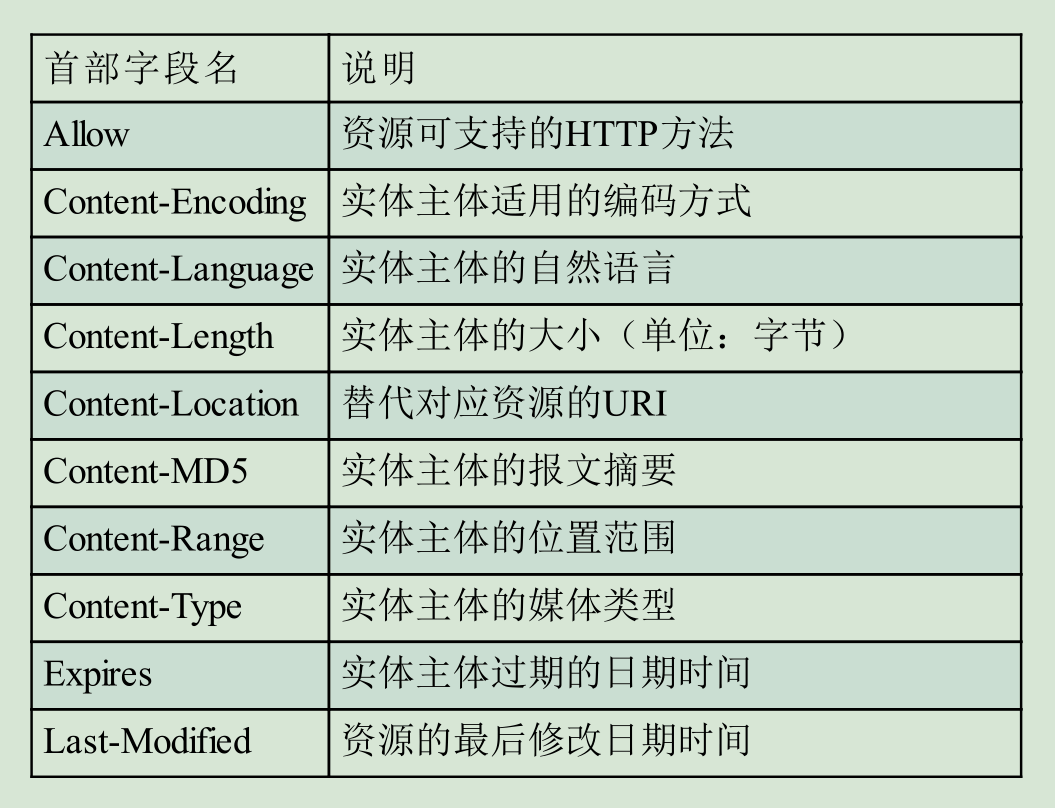 首部字段名 说明
Allow 资源可支持的HTTP方法
Content-Encoding 实体主体适用的编码方式
Content-Language 实体主体的自然语言
Content-Length 实体主体的大小（单位：字节）
Content-Location 替代对应资源的URI
Content-MD5 实体主体的报文摘要
Content-Range 实体主体的位置范围
Content-Type 实体主体的媒体类型
Expires 实体主体过期的日期时间
Last-Modified 资源的最后修改日期时间